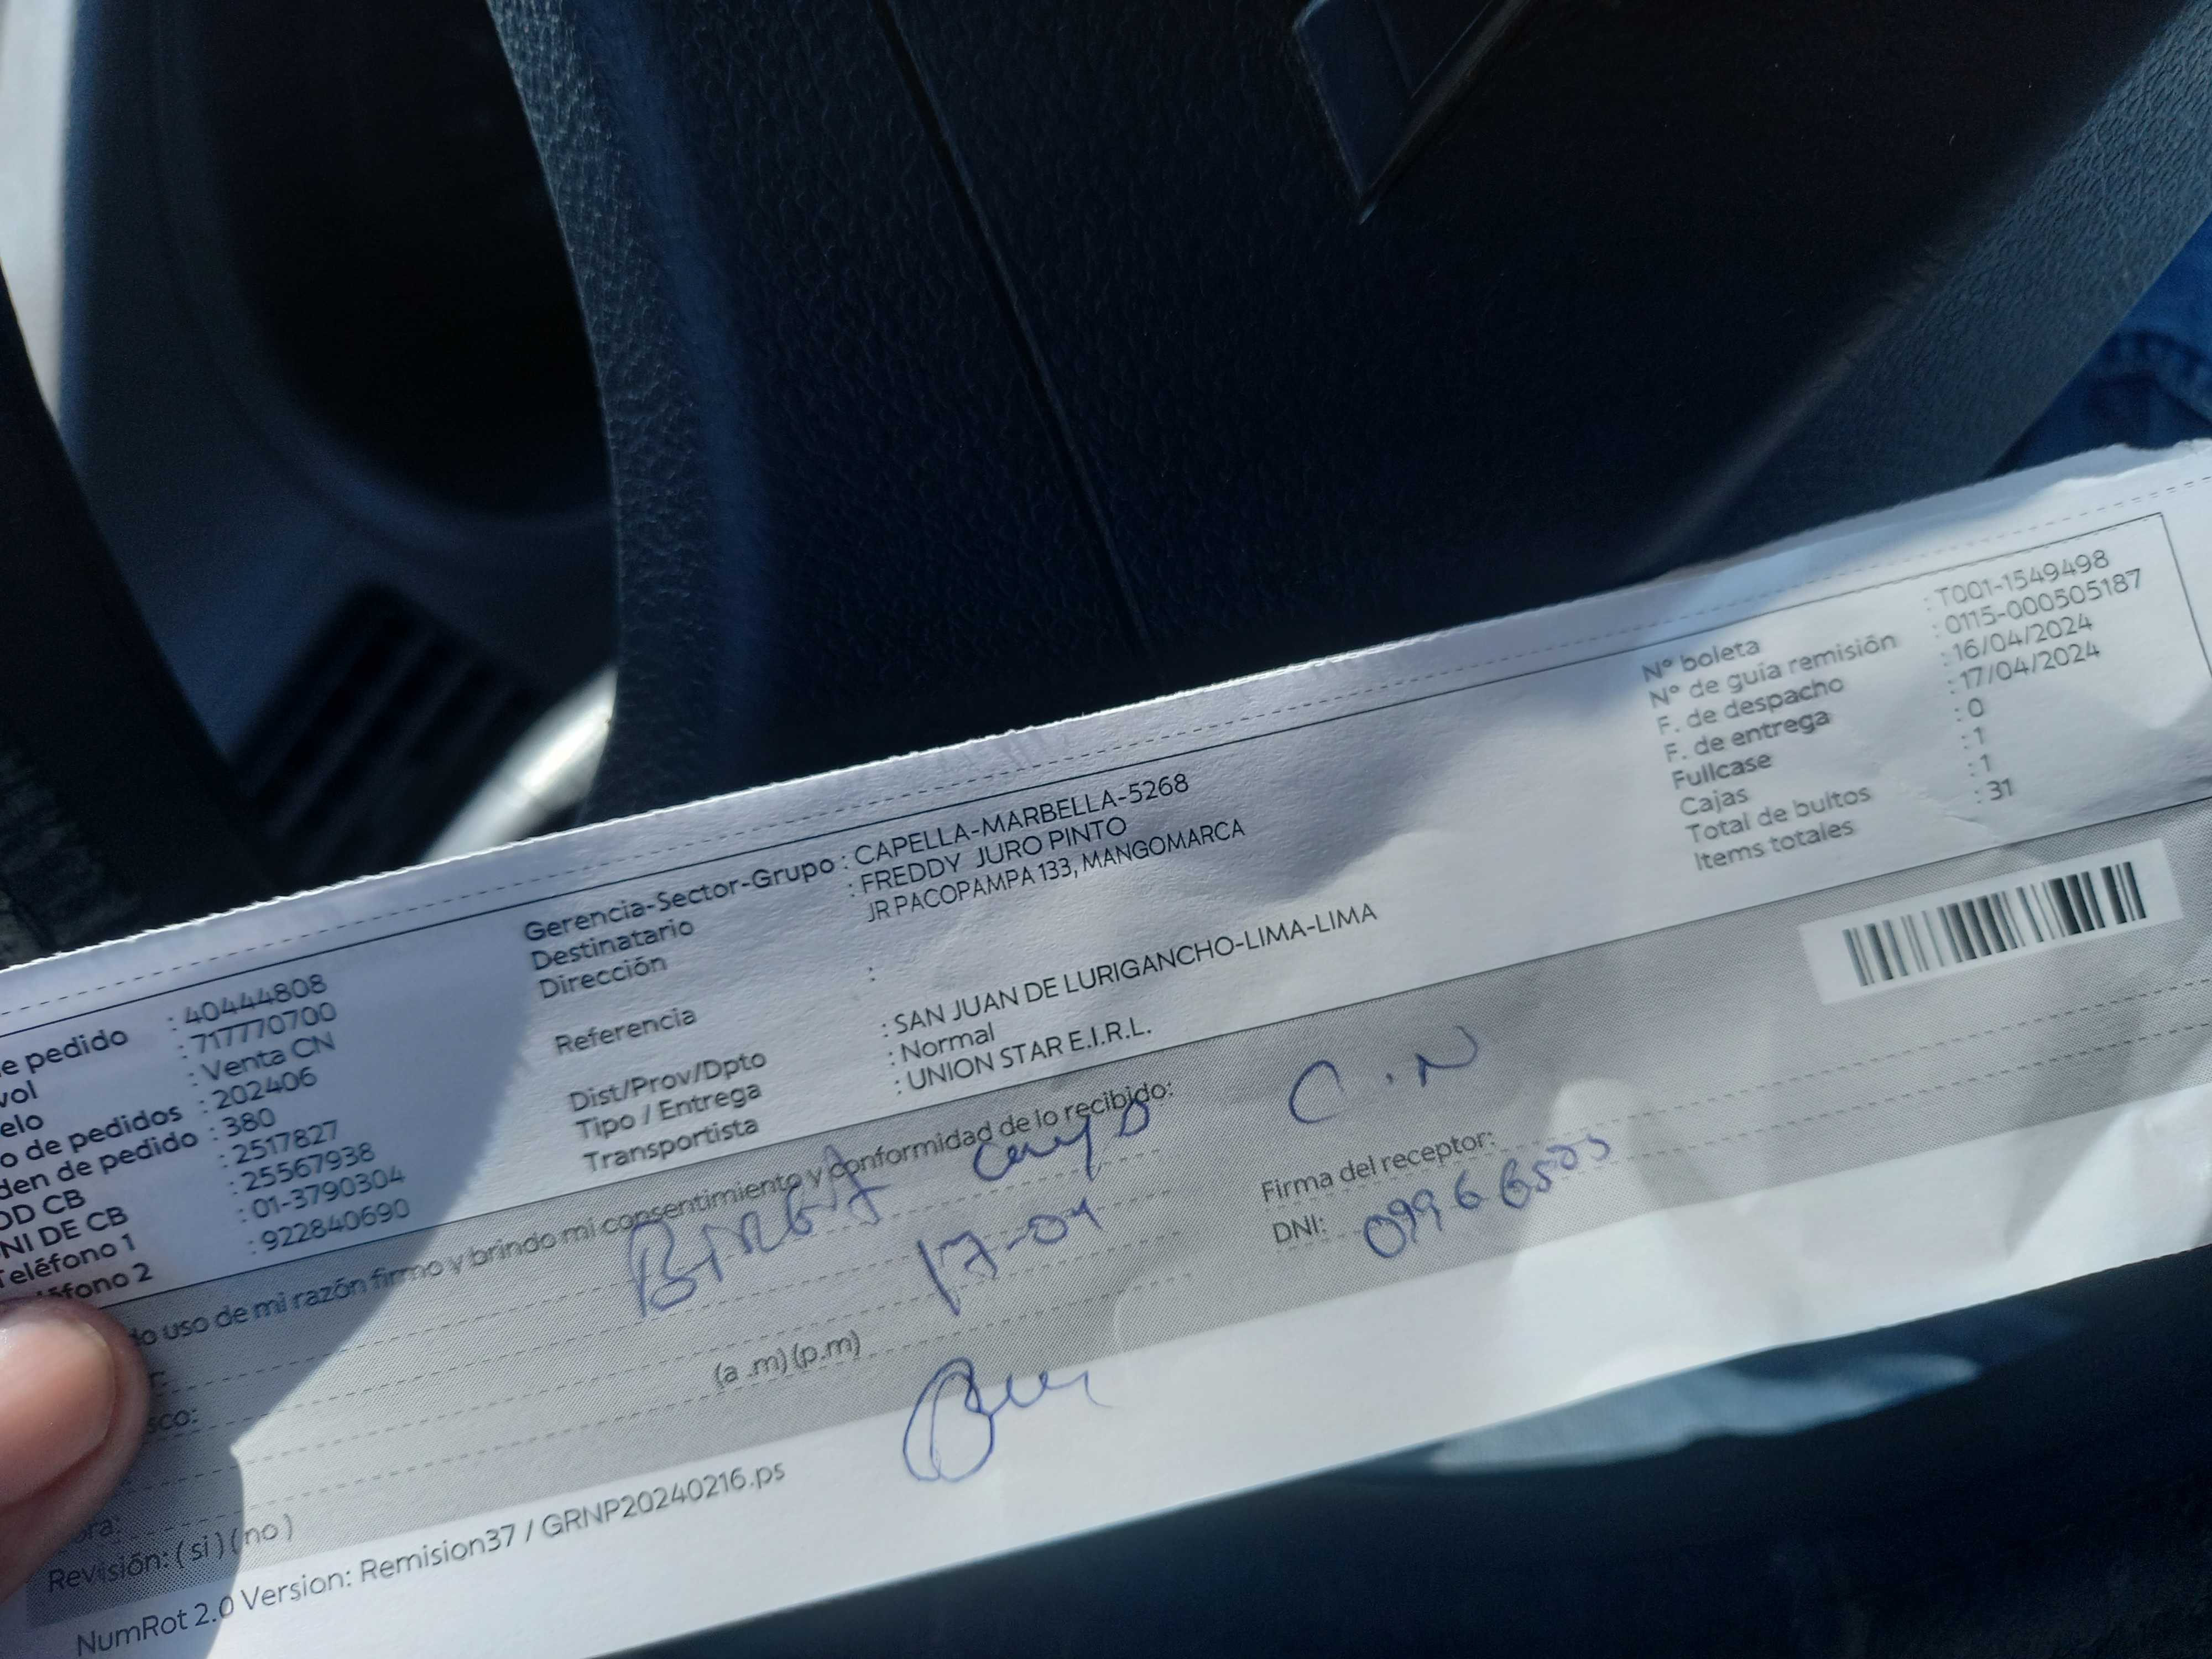 e pedido : 40444808
vol : 717770700
elo : Venta CN
o de pedidos : 202406
den de pedido : 380
OD CB : 2517827
NI DE CB : 25567938
Teléfono 1 : 01-3790304
éfono 2 : 922840690
Gerencia-Sector-Grupo : CAPELLA-MARBELLA-5268
Destinatario : FREDDY JURO PINTO
Dirección JR PACOPAMPA 133, MANGOMARCA
:
Referencia
Dist/Prov/Dpto : SAN JUAN DE LURIGANCHO-LIMA-LIMA
Tipo / Entrega : Normal
Transportista : UNION STAR E.I.R.L.
N° boleta : T001-1549498
N° de guía remisión : 0115-000505187
F. de despacho : 16/04/2024
F. de entrega : 17/04/2024
Fullcase : 0
Cajas : 1
Total de bultos : 1
Items totales : 31
do uso de mi razón firmo y brindo mi consentimiento y conformidad de lo recibido:
C.N
17-04
Firma del receptor:
DNI:
sco:
(a .m) (p.m)
ora:
Revisión: ( si ) ( no )
NumRot 2.0 Version: Remision37 / GRNP20240216.ps